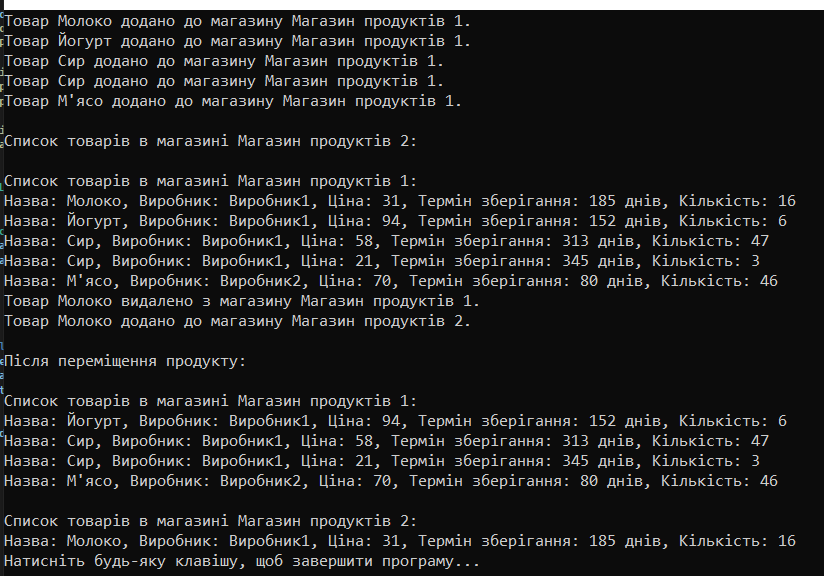 Товар Молоко додано до магазину Магазин продуктів 1.
Товар Йогурт додано до магазину Магазин продуктів 1.
Товар Сир додано до магазину Магазин продуктів 1.
Товар Сир додано до магазину Магазин продуктів 1.
Товар М'ясо додано до магазину Магазин продуктів 1.
Список товарів в магазині Магазин продуктів 2:
Список товарів в магазині Магазин продуктів 1:
Назва: Молоко, Виробник: Виробник1, Ціна: 31, Термін зберігання: 185 днів, Кількість: 16
Назва: Йогурт, Виробник: Виробник1, Ціна: 94, Термін зберігання: 152 днів, Кількість: 6
Назва: Сир, Виробник: Виробник1, Ціна: 58, Термін зберігання: 313 днів, Кількість: 47
Назва: Сир, Виробник: Виробник1, Ціна: 21, Термін зберігання: 345 днів, Кількість: 3
Назва: М'ясо, Виробник: Виробник2, Ціна: 70, Термін зберігання: 80 днів, Кількість: 46
Товар Молоко видалено з магазину Магазин продуктів 1.
Товар Молоко додано до магазину Магазин продуктів 2.
Після переміщення продукту:
Список товарів в магазині Магазин продуктів 1:
Назва: Йогурт, Виробник: Виробник1, Ціна: 94, Термін зберігання: 152 днів, Кількість: 6
Назва: Сир, Виробник: Виробник1, Ціна: 58, Термін зберігання: 313 днів, Кількість: 47
Назва: Сир, Виробник: Виробник1, Ціна: 21, Термін зберігання: 345 днів, Кількість: 3
Назва: М'ясо, Виробник: Виробник2, Ціна: 70, Термін зберігання: 80 днів, Кількість: 46
Список товарів в магазині Магазин продуктів 2:
Назва: Молоко, Виробник: Виробник1, Ціна: 31, Термін зберігання: 185 днів, Кількість: 16
Натисніть будь-яку клавішу, щоб завершити програму...